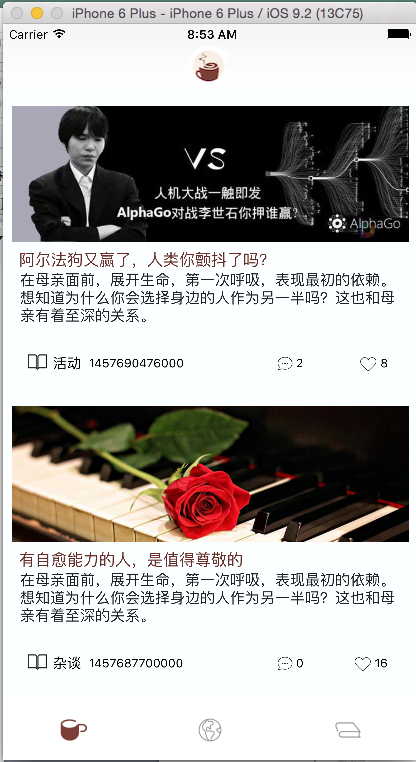 iPhone 6 Plus - iPhone 6 Plus / iOS 9.2 (13C75)
Carrier 8:53 AM
VS
人机大战一触即发
AlphaGo对战李世石你押谁赢?
AlphaGo
阿尔法狗又赢了，人类你颤抖了吗?
在母亲面前，展开生命，第一次呼吸，表现最初的依赖。
想知道为什么你会选择身边的人作为另一半吗？这也和母
亲有着至深的关系。
活动 1457690476000 2 8
有自愈能力的人，是值得尊敬的
在母亲面前，展开生命，第一次呼吸，表现最初的依赖。
想知道为什么你会选择身边的人作为另一半吗？这也和母
亲有着至深的关系。
杂谈 1457687700000 0 16